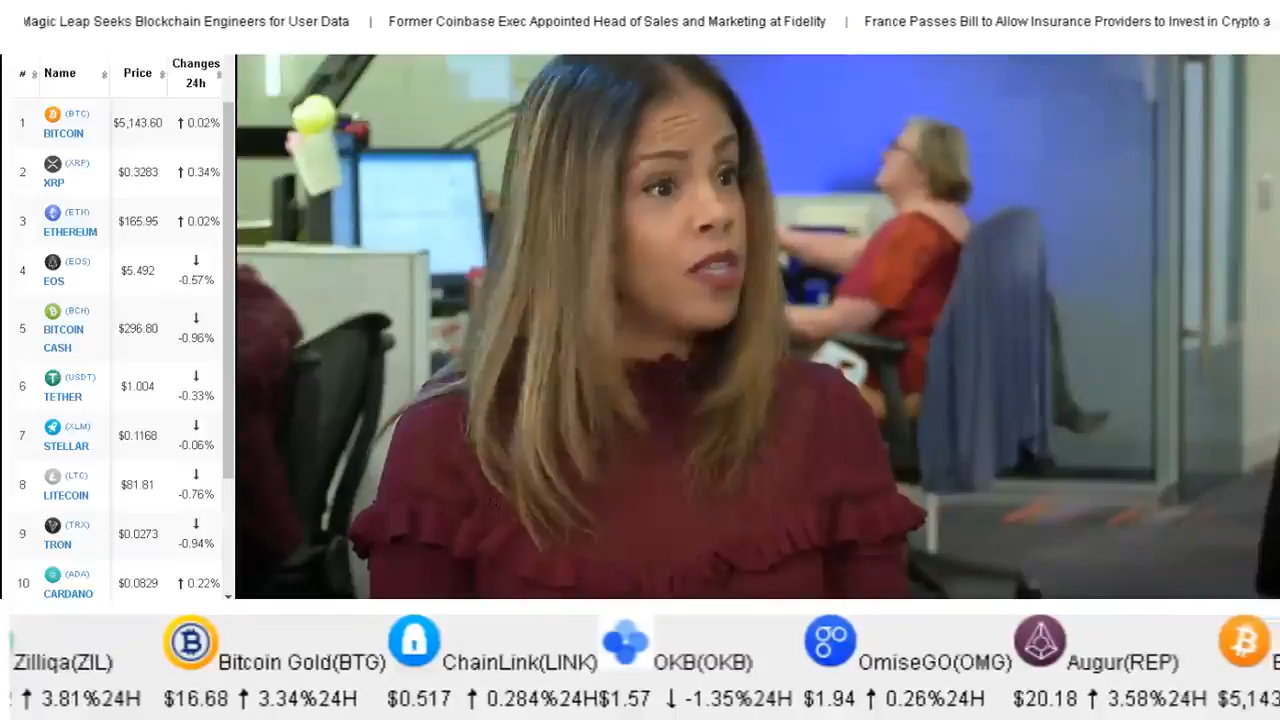 Magic Leap Seeks Blockchain Engineers for User Data | Former Coinbase Exec Appointed Head of Sales and Marketing at Fidelity | France Passes Bill to Allow Insurance Providers to Invest in Crypto a
# Name Price Changes 24h
1 (BTC) BITCOIN $5,143.60 ↑ 0.02%
2 (XRP) XRP $0.3283 ↑ 0.34%
3 (ETH) ETHEREUM $165.95 ↑ 0.02%
4 (EOS) EOS $5.492 ↓ -0.57%
5 (BCH) BITCOIN CASH $296.80 ↓ -0.96%
6 (USDT) TETHER $1.004 ↓ -0.33%
7 (XLM) STELLAR $0.1168 ↓ -0.06%
8 (LTC) LITECOIN $81.81 ↓ -0.76%
9 (TRX) TRON $0.0273 ↓ -0.94%
10 (ADA) CARDANO $0.0829 ↑ 0.22%
Zilliqa(ZIL) Bitcoin Gold(BTG) ChainLink(LINK) OKB(OKB) OmiseGO(OMG) Augur(REP)
↑ 3.81%24H $16.68 ↑ 3.34%24H $0.517 ↑ 0.284%24H $1.57 ↓ -1.35%24H $1.94 ↑ 0.26%24H $20.18 ↑ 3.58%24H $5,143